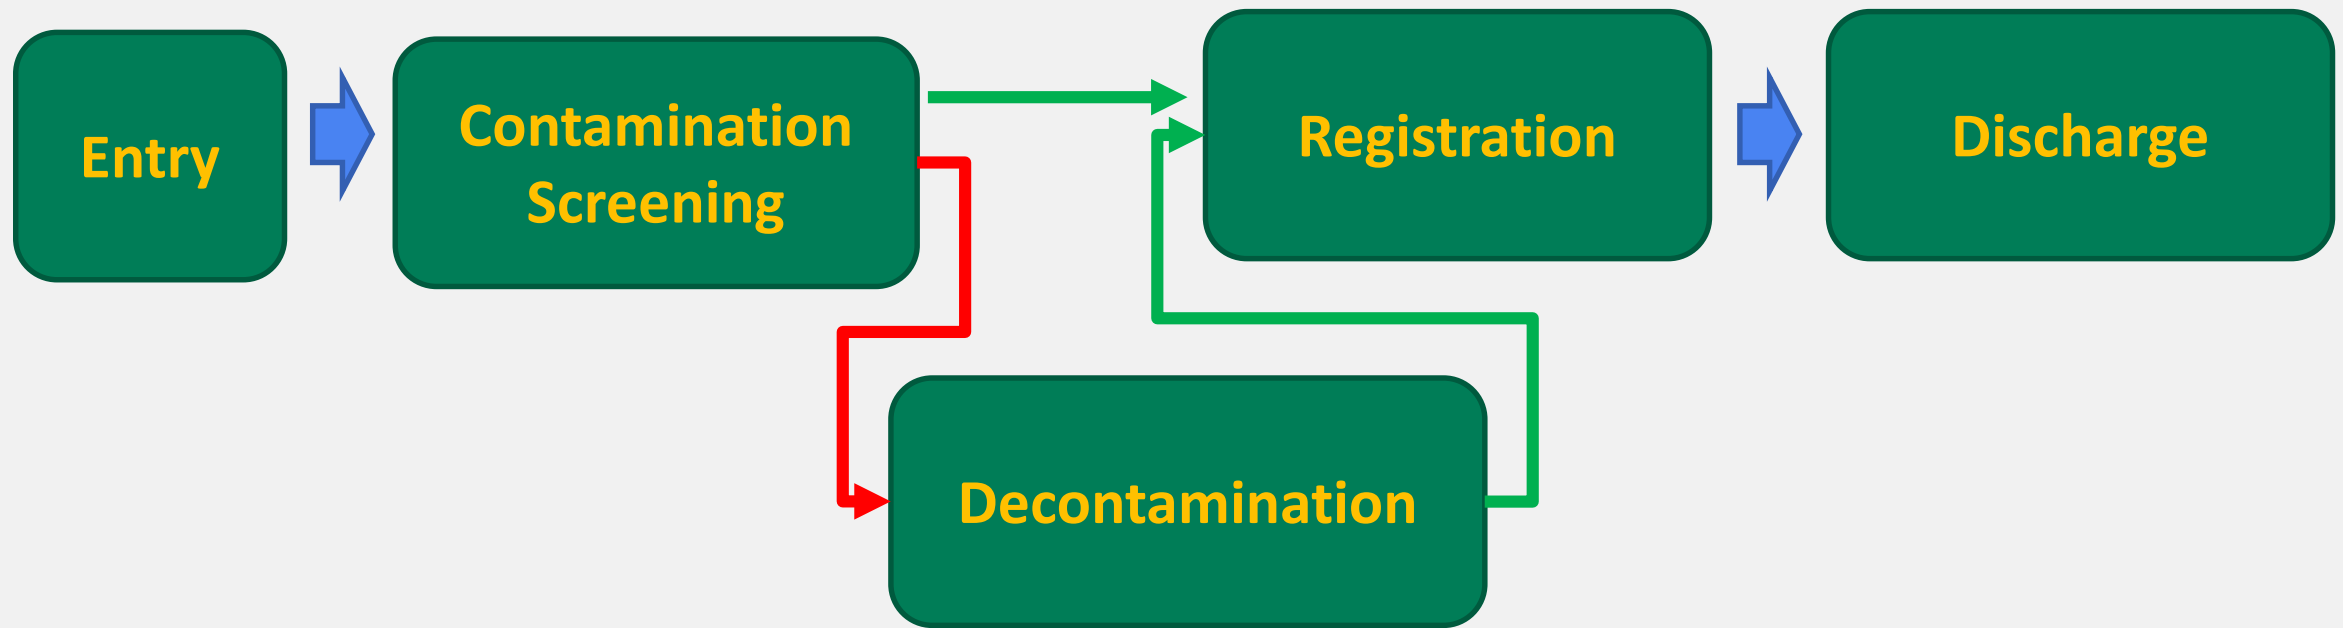 Entry
Contamination
Screening
Registration
Discharge
Decontamination